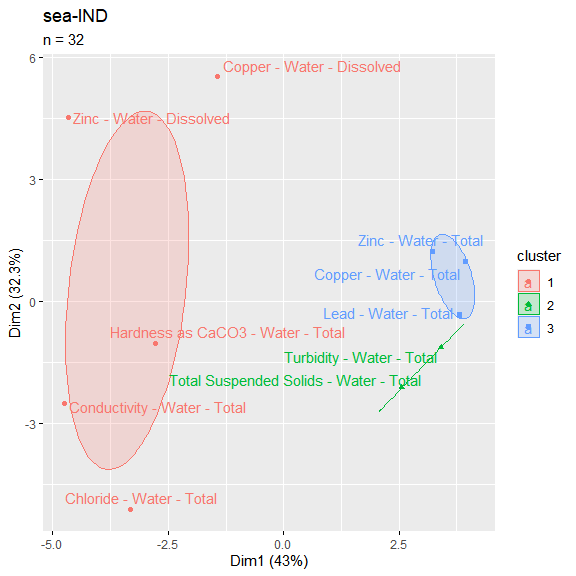 sea-IND
n = 32
Copper - Water - Dissolved
Zinc - Water - Dissolved
Zinc - Water - Total
Copper - Water - Total
Lead - Water - Total
Hardness as CaCO3 - Water - Total
Turbidity - Water - Total
Total Suspended Solids - Water - Total
Conductivity - Water - Total
Chloride - Water - Total
6
3
0
-3
Dim2 (32.3%)
-5.0
-2.5
0.0
2.5
Dim1 (43%)
cluster
a 1
a 2
a 3